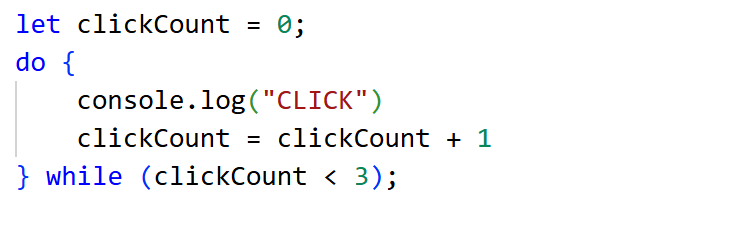 let clickCount = 0;
do {
    console.log("CLICK")
    clickCount = clickCount + 1
} while (clickCount < 3);